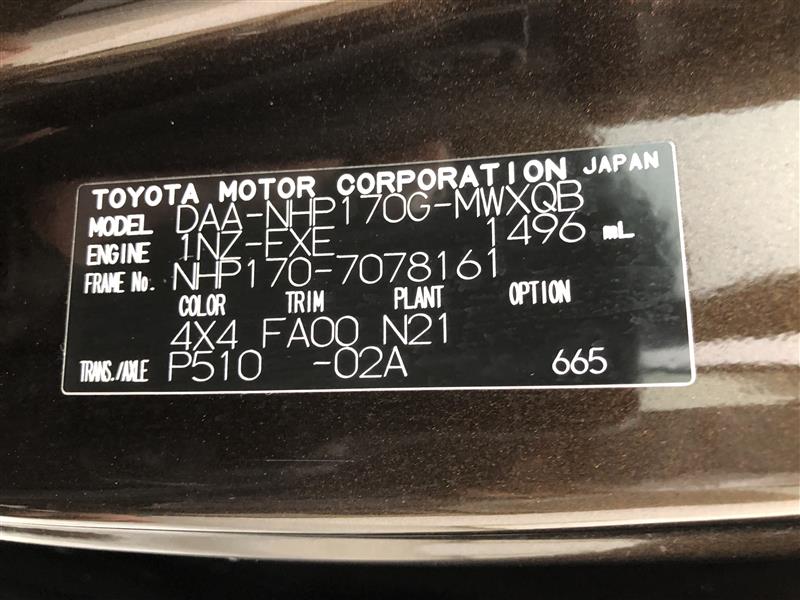 TOYOTA MOTOR CORPORATION JAPAN
MODEL DAA-NHP170G-MWXQB
ENGINE 1NZ-EXE 1496 mL
FRAME No. NHP170-7078161
COLOR TRIM PLANT OPTION
4X4 FA00 N21
TRANS./AXLE P510 -02A 665